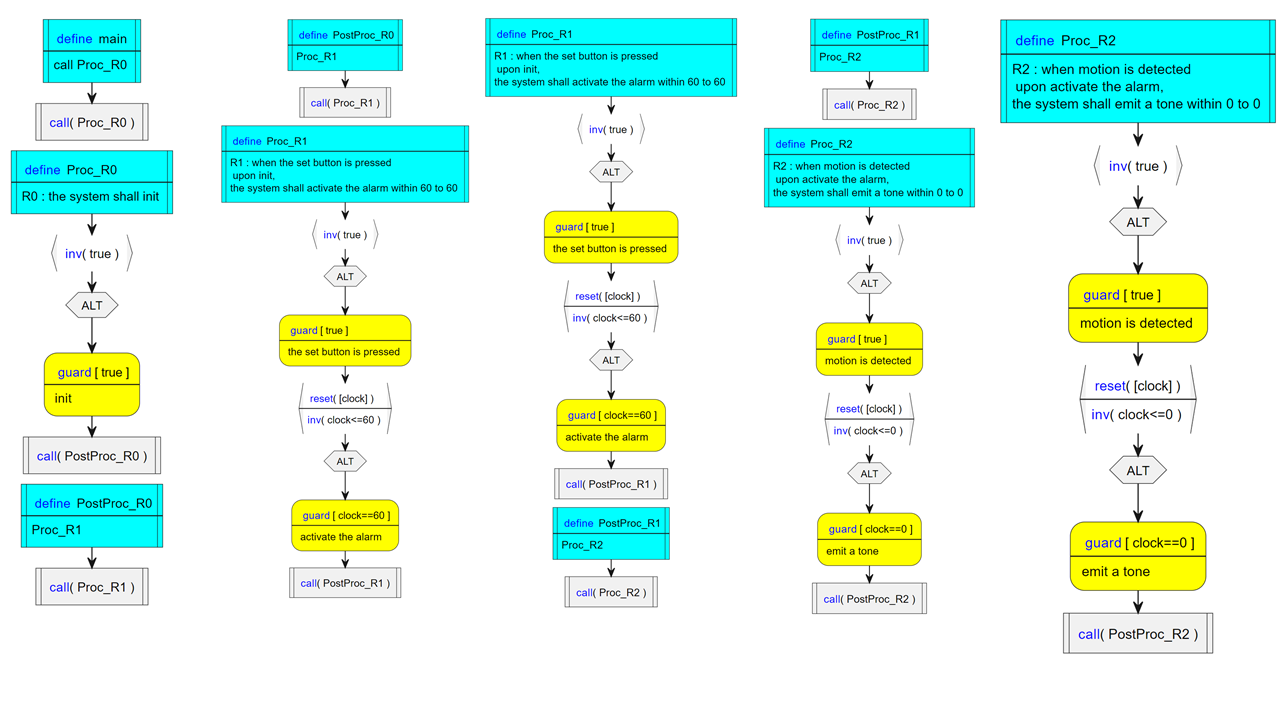 define main
call Proc_R0
call( Proc_R0 )
define Proc_R0
R0 : the system shall init
inv( true )
ALT
guard [ true ]
init
call( PostProc_R0 )
define PostProc_R0
Proc_R1
call( Proc_R1 )
define PostProc_R0
Proc_R1
call( Proc_R1 )
define Proc_R1
R1 : when the set button is pressed
upon init,
the system shall activate the alarm within 60 to 60
inv( true )
ALT
guard [ true ]
the set button is pressed
reset( [clock] )
inv( clock<=60 )
ALT
guard [ clock==60 ]
activate the alarm
call( PostProc_R1 )
define Proc_R1
R1 : when the set button is pressed
upon init,
the system shall activate the alarm within 60 to 60
inv( true )
ALT
guard [ true ]
the set button is pressed
reset( [clock] )
inv( clock<=60 )
ALT
guard [ clock==60 ]
activate the alarm
call( PostProc_R1 )
define PostProc_R1
Proc_R2
call( Proc_R2 )
define PostProc_R1
Proc_R2
call( Proc_R2 )
define Proc_R2
R2 : when motion is detected
upon activate the alarm,
the system shall emit a tone within 0 to 0
inv( true )
ALT
guard [ true ]
motion is detected
reset( [clock] )
inv( clock<=0 )
ALT
guard [ clock==0 ]
emit a tone
call( PostProc_R2 )
define Proc_R2
R2 : when motion is detected
upon activate the alarm,
the system shall emit a tone within 0 to 0
inv( true )
ALT
guard [ true ]
motion is detected
reset( [clock] )
inv( clock<=0 )
ALT
guard [ clock==0 ]
emit a tone
call( PostProc_R2 )